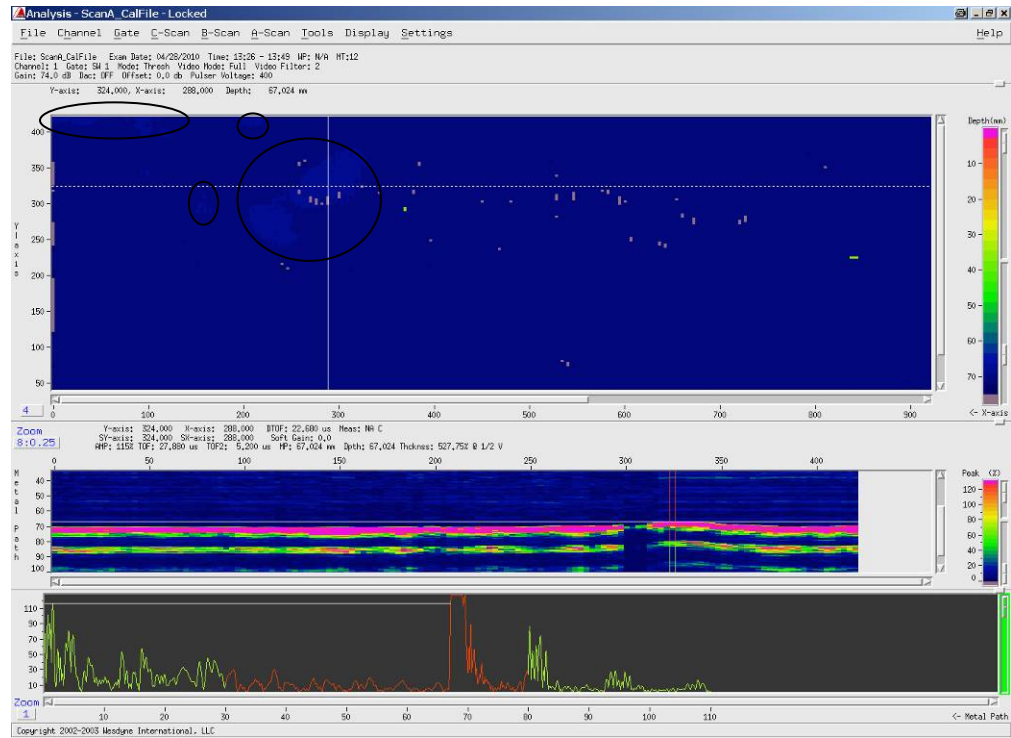 Analysis - ScanA_CalFile - Locked
File Channel Gate C-Scan B-Scan A-Scan Tools Display Settings Help
File: ScanA_CalFile Exam Date: 04/28/2010 Time: 13:26 - 13:49 WP: N/A MT:12
Channel: 1 Gate: SW 1 Mode: Thresh Video Mode: Full Video Filter: 2
Gain: 74.0 dB Dac: OFF Offset: 0.0 db Pulser Voltage: 400
Y-axis: 324.000, X-axis: 288.000 Depth: 67.024 mm
Depth(mm)
400
350
300
250
200
150
100
50
Y-axis
10
20
30
40
50
60
70
4
0 100 200 300 400 500 600 700 800 900
<- X-axis
Zoom
8:0.25
Y-axis: 324.000 X-axis: 288.000 DTOF: 22.680 us Meas: NA C
SY-axis: 324.000 SX-axis: 288.000 Soft Gain: 0.0
AMP: 115% TOF: 27.880 us TOF2: 5.200 us MP: 67.024 mm Dpth: 67.024 Thcknss: 527.75% @ 1/2 V
0 50 100 150 200 250 300 350 400
Peak (%)
Metal Path
40
50
60
70
80
90
100
120
100
80
60
40
20
0
110
90
70
50
30
10
Zoom
1
10 20 30 40 50 60 70 80 90 100 110
<- Metal Path
Copyright 2002-2003 Wesdyne International, LLC